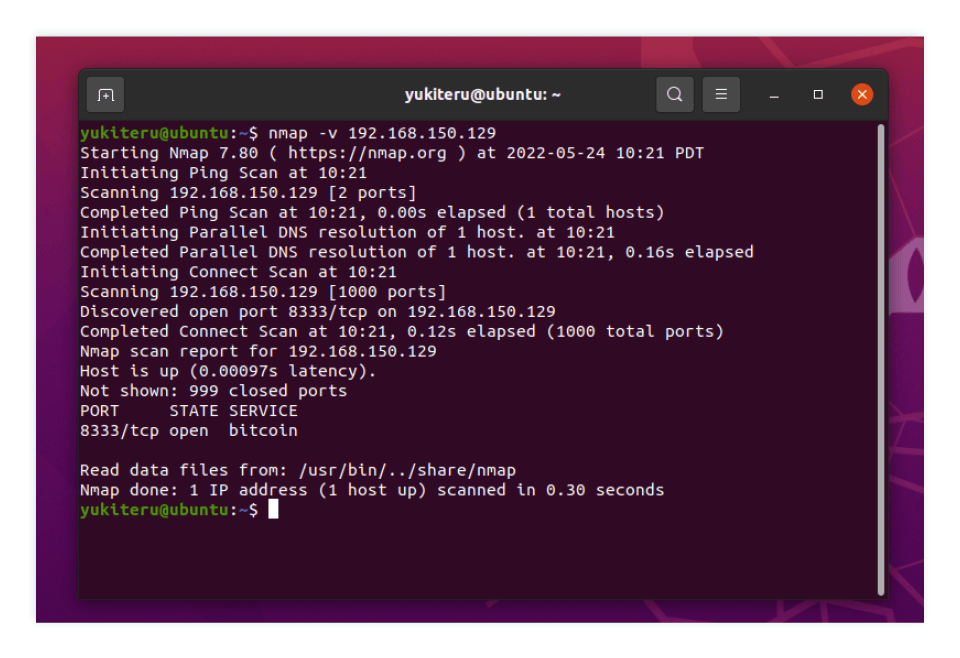 yukiteru@ubuntu: ~
yukiteru@ubuntu:~$ nmap -v 192.168.150.129
Starting Nmap 7.80 ( https://nmap.org ) at 2022-05-24 10:21 PDT
Initiating Ping Scan at 10:21
Scanning 192.168.150.129 [2 ports]
Completed Ping Scan at 10:21, 0.00s elapsed (1 total hosts)
Initiating Parallel DNS resolution of 1 host. at 10:21
Completed Parallel DNS resolution of 1 host. at 10:21, 0.16s elapsed
Initiating Connect Scan at 10:21
Scanning 192.168.150.129 [1000 ports]
Discovered open port 8333/tcp on 192.168.150.129
Completed Connect Scan at 10:21, 0.12s elapsed (1000 total ports)
Nmap scan report for 192.168.150.129
Host is up (0.00097s latency).
Not shown: 999 closed ports
PORT     STATE SERVICE
8333/tcp open  bitcoin
Read data files from: /usr/bin/../share/nmap
Nmap done: 1 IP address (1 host up) scanned in 0.30 seconds
yukiteru@ubuntu:~$